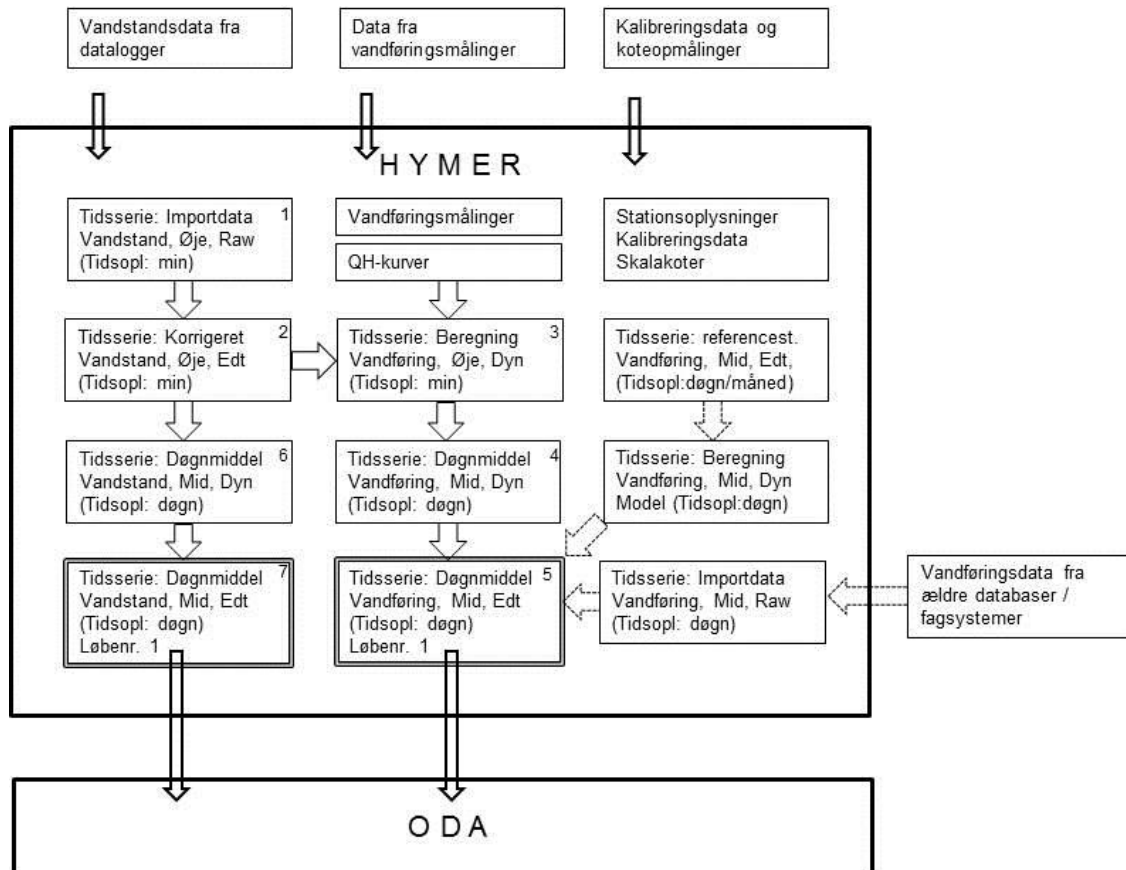 Vandstandsdata fra
datalogger
Data fra
vandføringsmålinger
Kalibreringsdata og
koteopmålinger
HYMER
Tidsserie: Importdata 1
Vandstand, Øje, Raw
(Tidsopl: min)
Vandføringsmålinger
QH-kurver
Stationsoplysninger
Kalibreringsdata
Skalakoter
Tidsserie: Korrigeret 2
Vandstand, Øje, Edt
(Tidsopl: min)
Tidsserie: Beregning 3
Vandføring, Øje, Dyn
(Tidsopl: min)
Tidsserie: referencest.
Vandføring, Mid, Edt,
(Tidsopl:døgn/måned)
Tidsserie: Døgnmiddel 6
Vandstand, Mid, Dyn
(Tidsopl: døgn)
Tidsserie: Døgnmiddel 4
Vandføring, Mid, Dyn
(Tidsopl: døgn)
Tidsserie: Beregning
Vandføring, Mid, Dyn
Model (Tidsopl:døgn)
Tidsserie: Døgnmiddel 7
Vandstand, Mid, Edt
(Tidsopl: døgn)
Løbenr. 1
Tidsserie: Døgnmiddel 5
Vandføring, Mid, Edt
(Tidsopl: døgn)
Løbenr. 1
Tidsserie: Importdata
Vandføring, Mid, Raw
(Tidsopl: døgn)
Vandføringsdata fra
ældre databaser /
fagsystemer
ODA